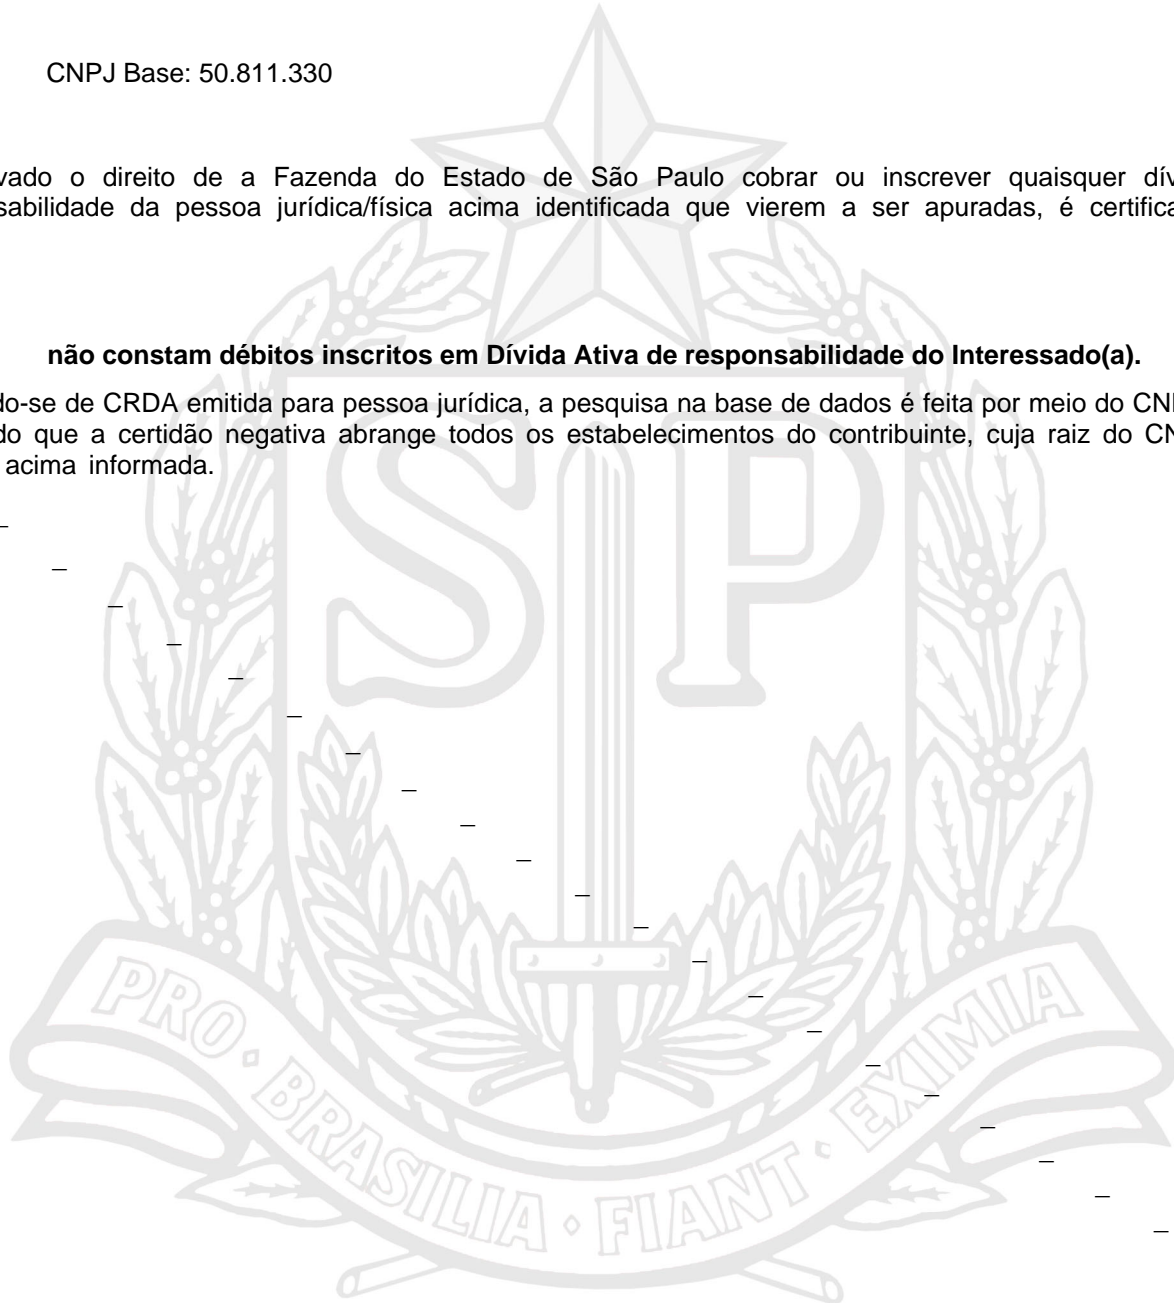 CNPJ Base: 50.811.330
vado o direito de a Fazenda do Estado de São Paulo cobrar ou inscrever quaisquer dív
sabilidade da pessoa jurídica/física acima identificada que vierem a ser apuradas, é certifica
não constam débitos inscritos em Dívida Ativa de responsabilidade do Interessado(a).
do-se de CRDA emitida para pessoa jurídica, a pesquisa na base de dados é feita por meio do CN
do que a certidão negativa abrange todos os estabelecimentos do contribuinte, cuja raiz do CN
acima informada.
SP
PRO · BRASILIA · FIANT · EXIMIA